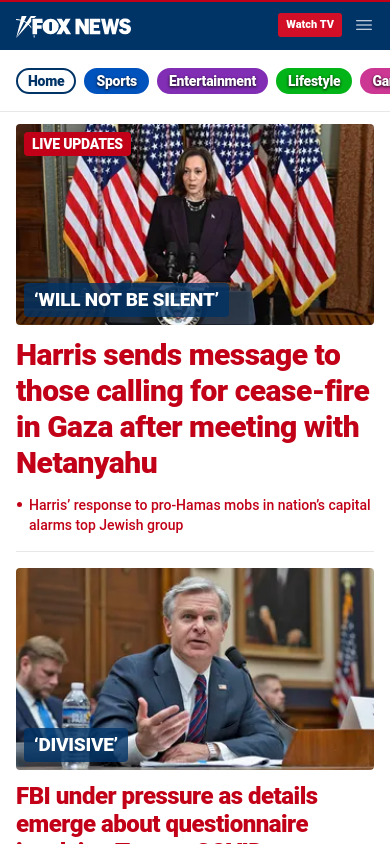 FOX NEWS
Watch TV
Home
Sports
Entertainment
Lifestyle
LIVE UPDATES
‘WILL NOT BE SILENT’
Harris sends message to
those calling for cease-fire
in Gaza after meeting with
Netanyahu
• Harris’ response to pro-Hamas mobs in nation’s capital
alarms top Jewish group
‘DIVISIVE’
FBI under pressure as details
emerge about questionnaire